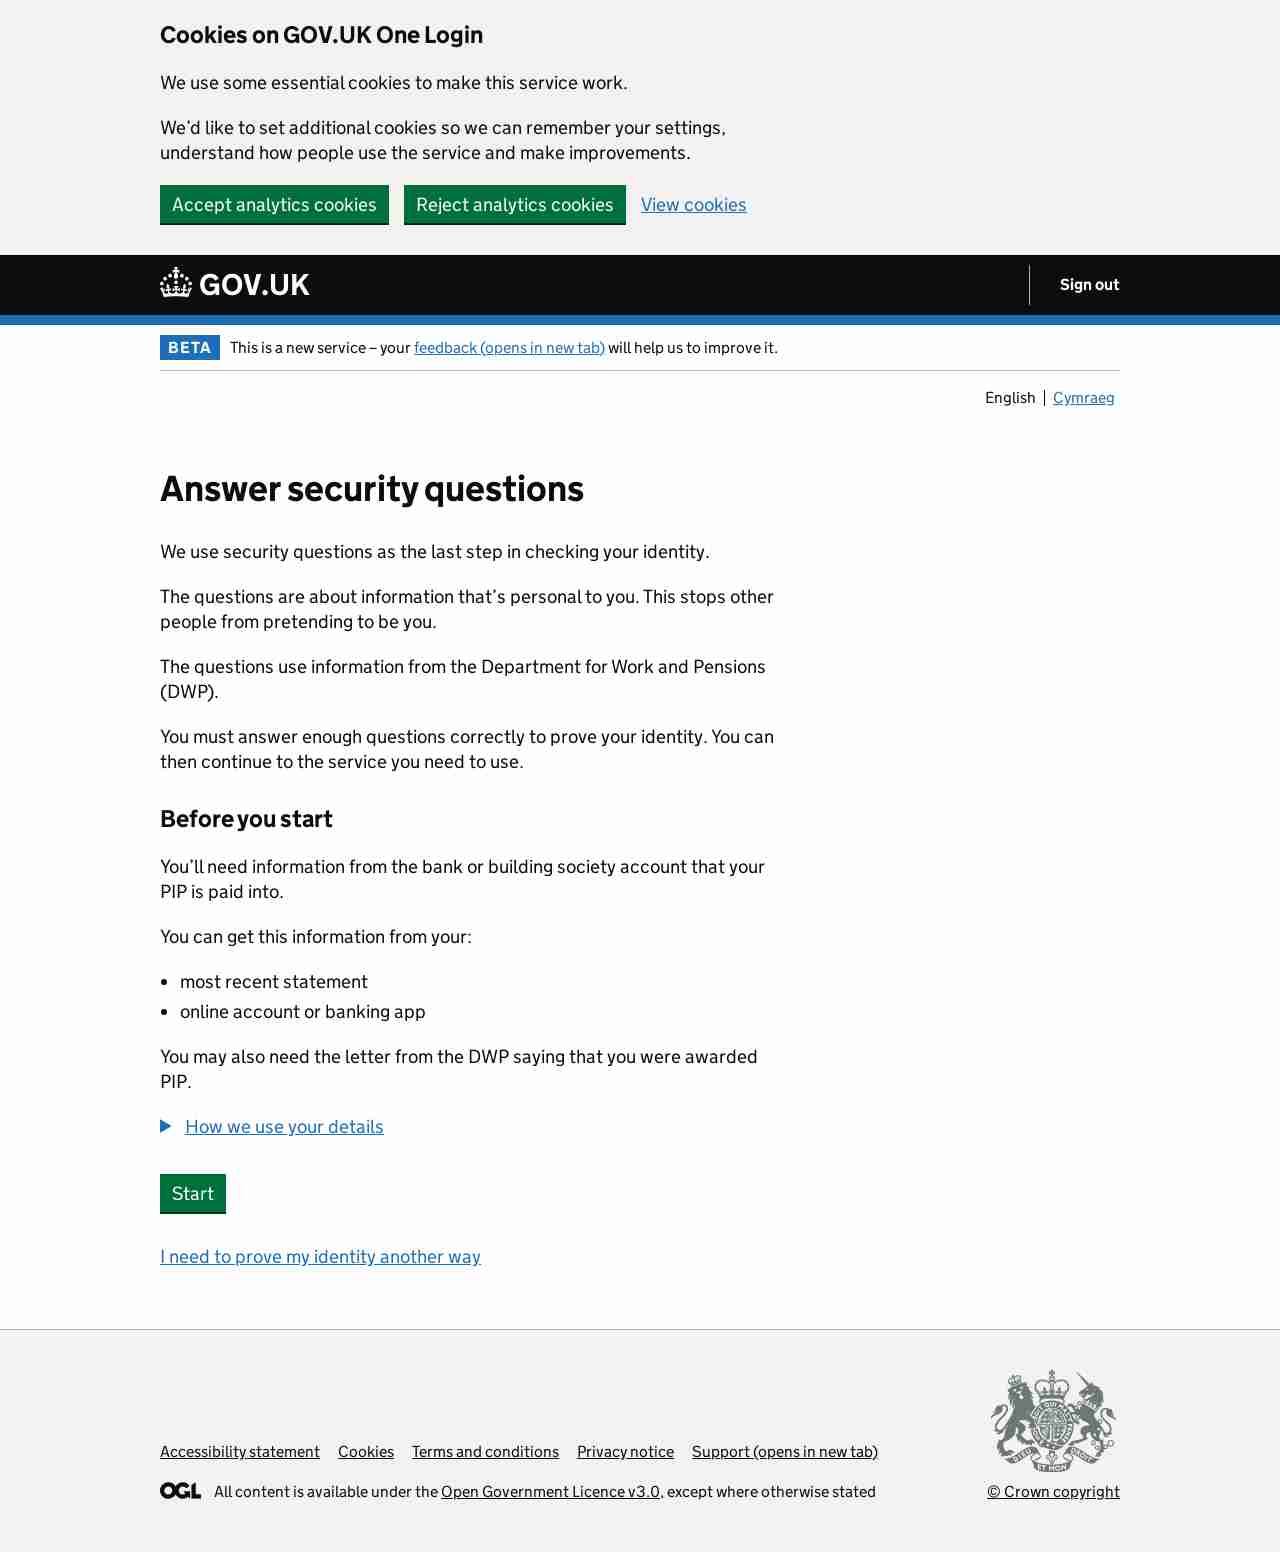 Cookies on GOV.UK One Login
We use some essential cookies to make this service work.
We’d like to set additional cookies so we can remember your settings,
understand how people use the service and make improvements.
Accept analytics cookies
Reject analytics cookies
View cookies
GOV.UK
Sign out
BETA
This is a new service – your feedback (opens in new tab) will help us to improve it.
English
Cymraeg
Answer security questions
We use security questions as the last step in checking your identity.
The questions are about information that’s personal to you. This stops other
people from pretending to be you.
The questions use information from the Department for Work and Pensions
(DWP).
You must answer enough questions correctly to prove your identity. You can
then continue to the service you need to use.
Before you start
You’ll need information from the bank or building society account that your
PIP is paid into.
You can get this information from your:
• most recent statement
• online account or banking app
You may also need the letter from the DWP saying that you were awarded
PIP.
How we use your details
Start
I need to prove my identity another way
Accessibility statement
Cookies
Terms and conditions
Privacy notice
Support (opens in new tab)
OGL
All content is available under the Open Government Licence v3.0, except where otherwise stated
© Crown copyright